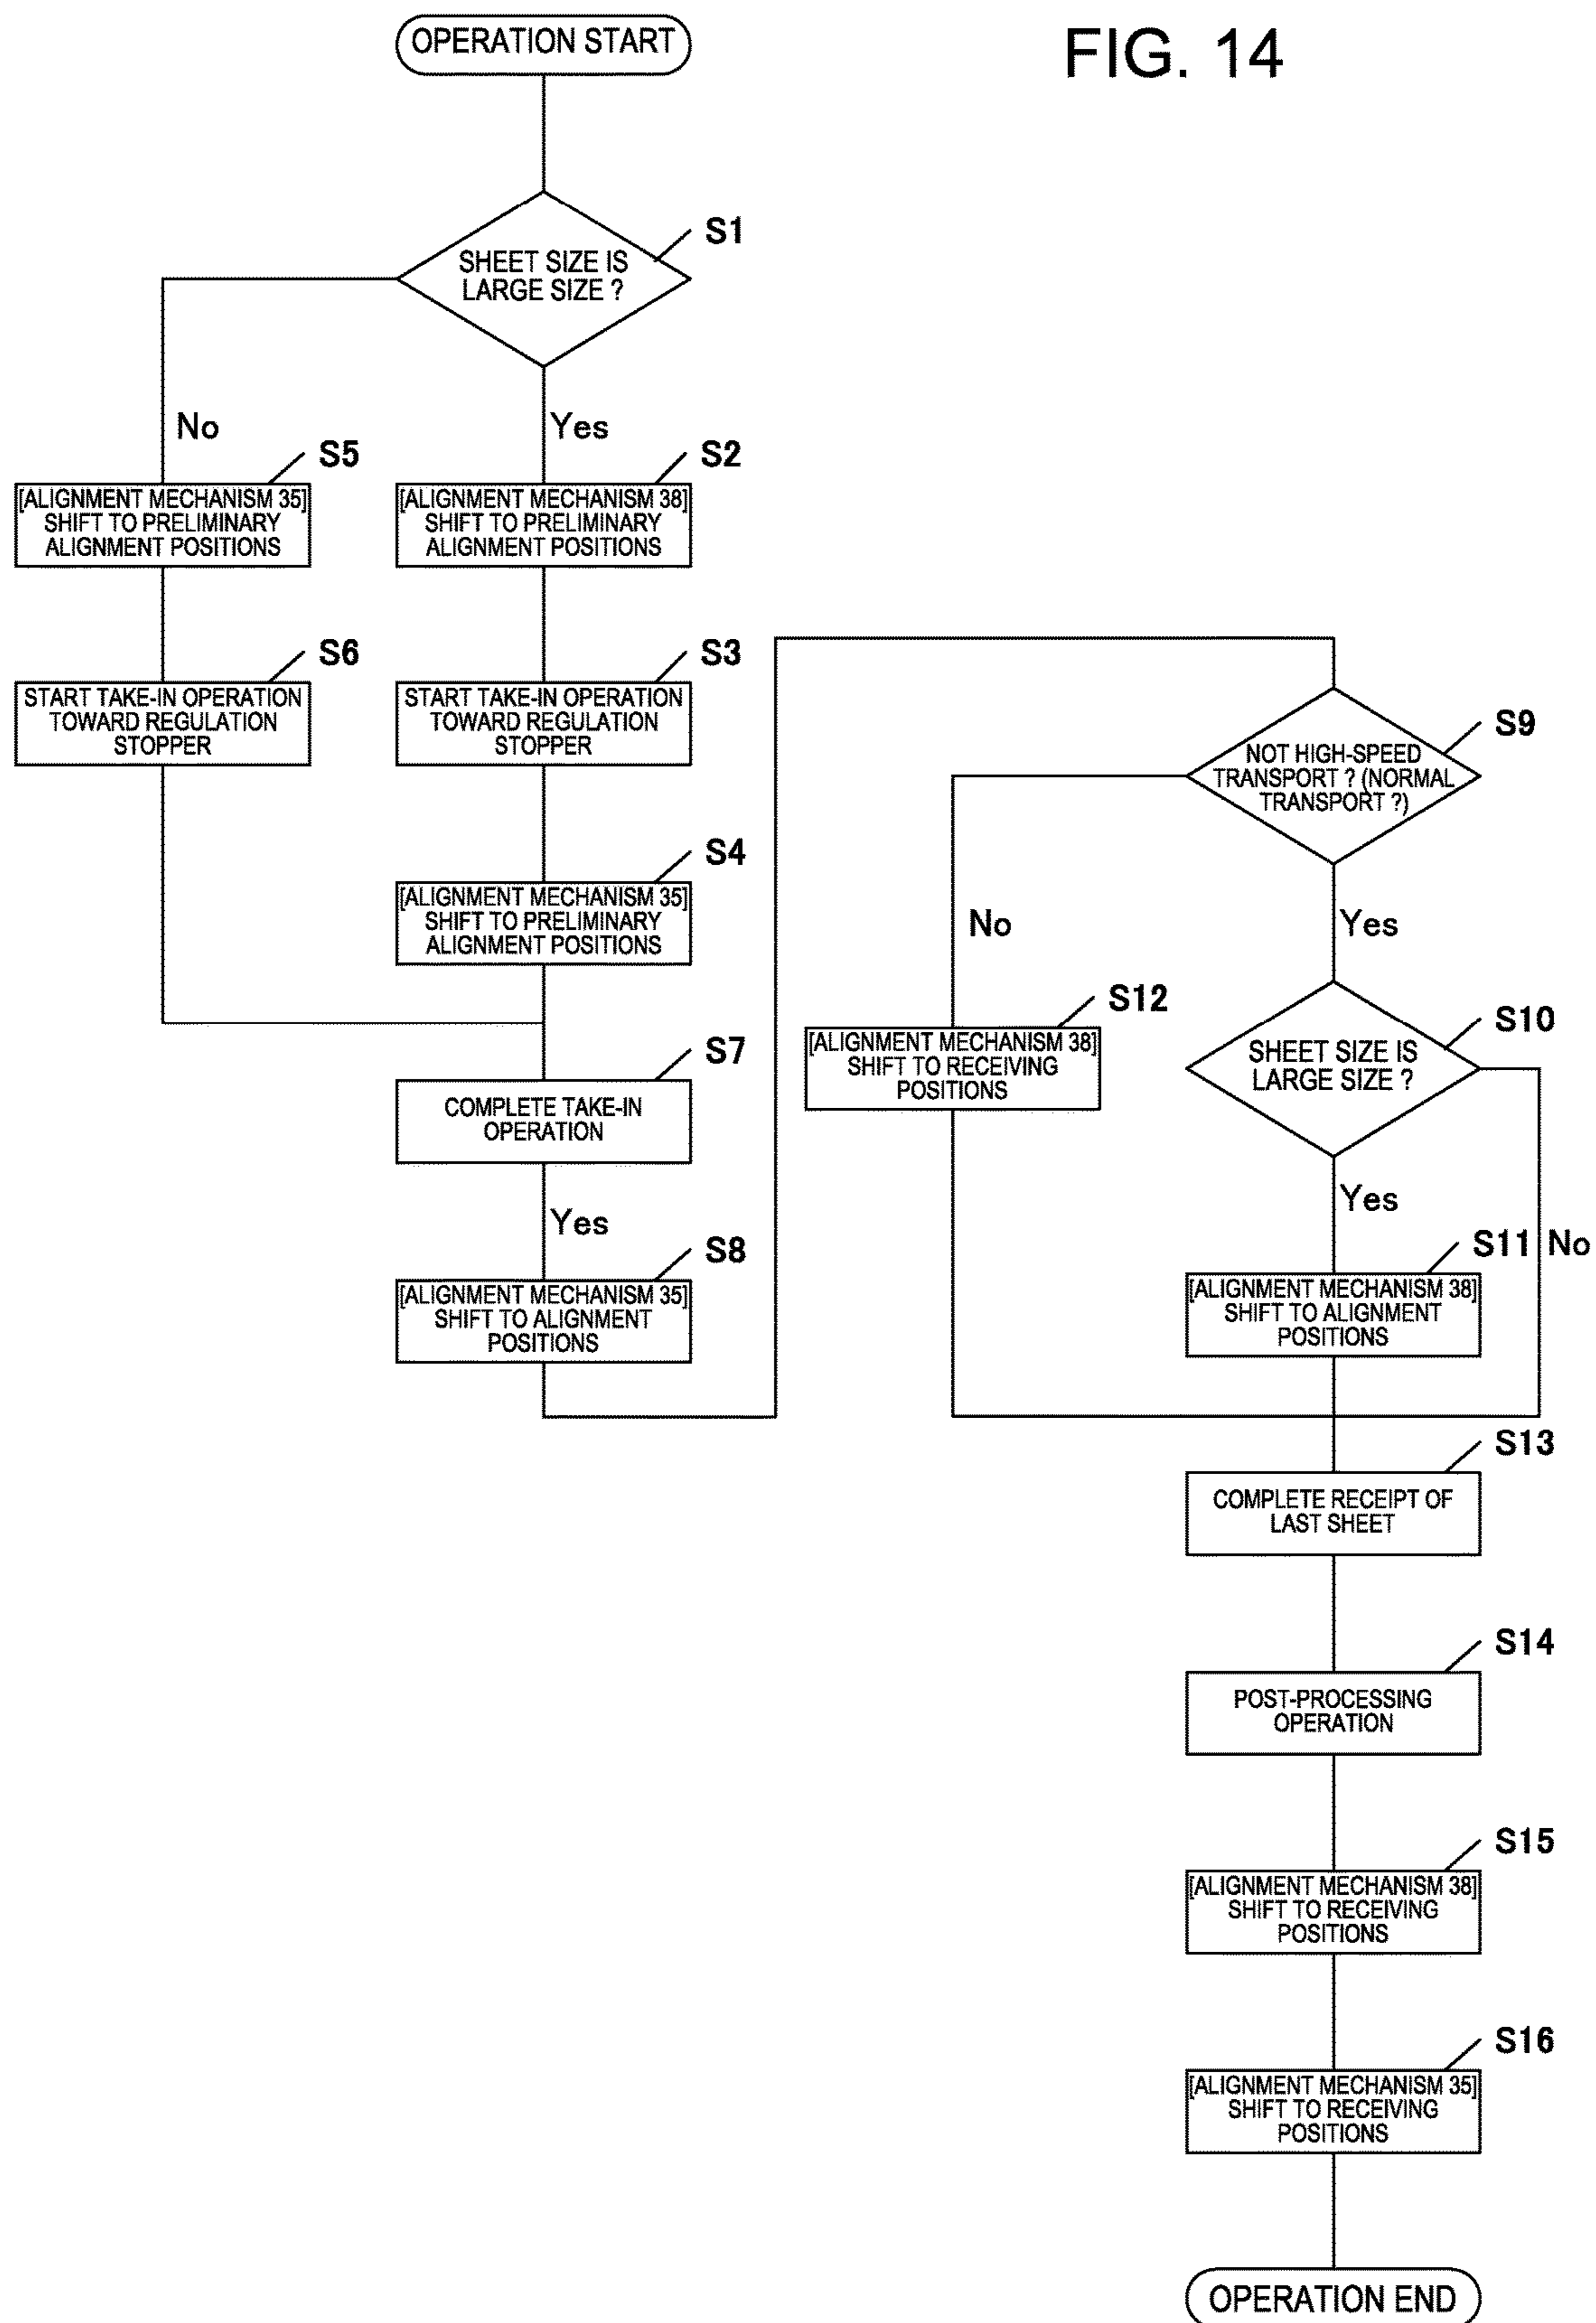 OPERATION START
FIG. 14
S1
SHEET SIZE IS
LARGE SIZE ?
No
Yes
S5
[ALIGNMENT MECHANISM 35]
SHIFT TO PRELIMINARY
ALIGNMENT POSITIONS
S2
[ALIGNMENT MECHANISM 38]
SHIFT TO PRELIMINARY
ALIGNMENT POSITIONS
S6
START TAKE-IN OPERATION
TOWARD REGULATION
STOPPER
S3
START TAKE-IN OPERATION
TOWARD REGULATION
STOPPER
S4
[ALIGNMENT MECHANISM 35]
SHIFT TO PRELIMINARY
ALIGNMENT POSITIONS
S7
COMPLETE TAKE-IN
OPERATION
Yes
S8
[ALIGNMENT MECHANISM 35]
SHIFT TO ALIGNMENT
POSITIONS
S9
NOT HIGH-SPEED
TRANSPORT ? (NORMAL
TRANSPORT ?)
No
Yes
S12
[ALIGNMENT MECHANISM 38]
SHIFT TO RECEIVING
POSITIONS
S10
SHEET SIZE IS
LARGE SIZE ?
Yes
No
S11
[ALIGNMENT MECHANISM 38]
SHIFT TO ALIGNMENT
POSITIONS
S13
COMPLETE RECEIPT OF
LAST SHEET
S14
POST-PROCESSING
OPERATION
S15
[ALIGNMENT MECHANISM 38]
SHIFT TO RECEIVING
POSITIONS
S16
[ALIGNMENT MECHANISM 35]
SHIFT TO RECEIVING
POSITIONS
OPERATION END